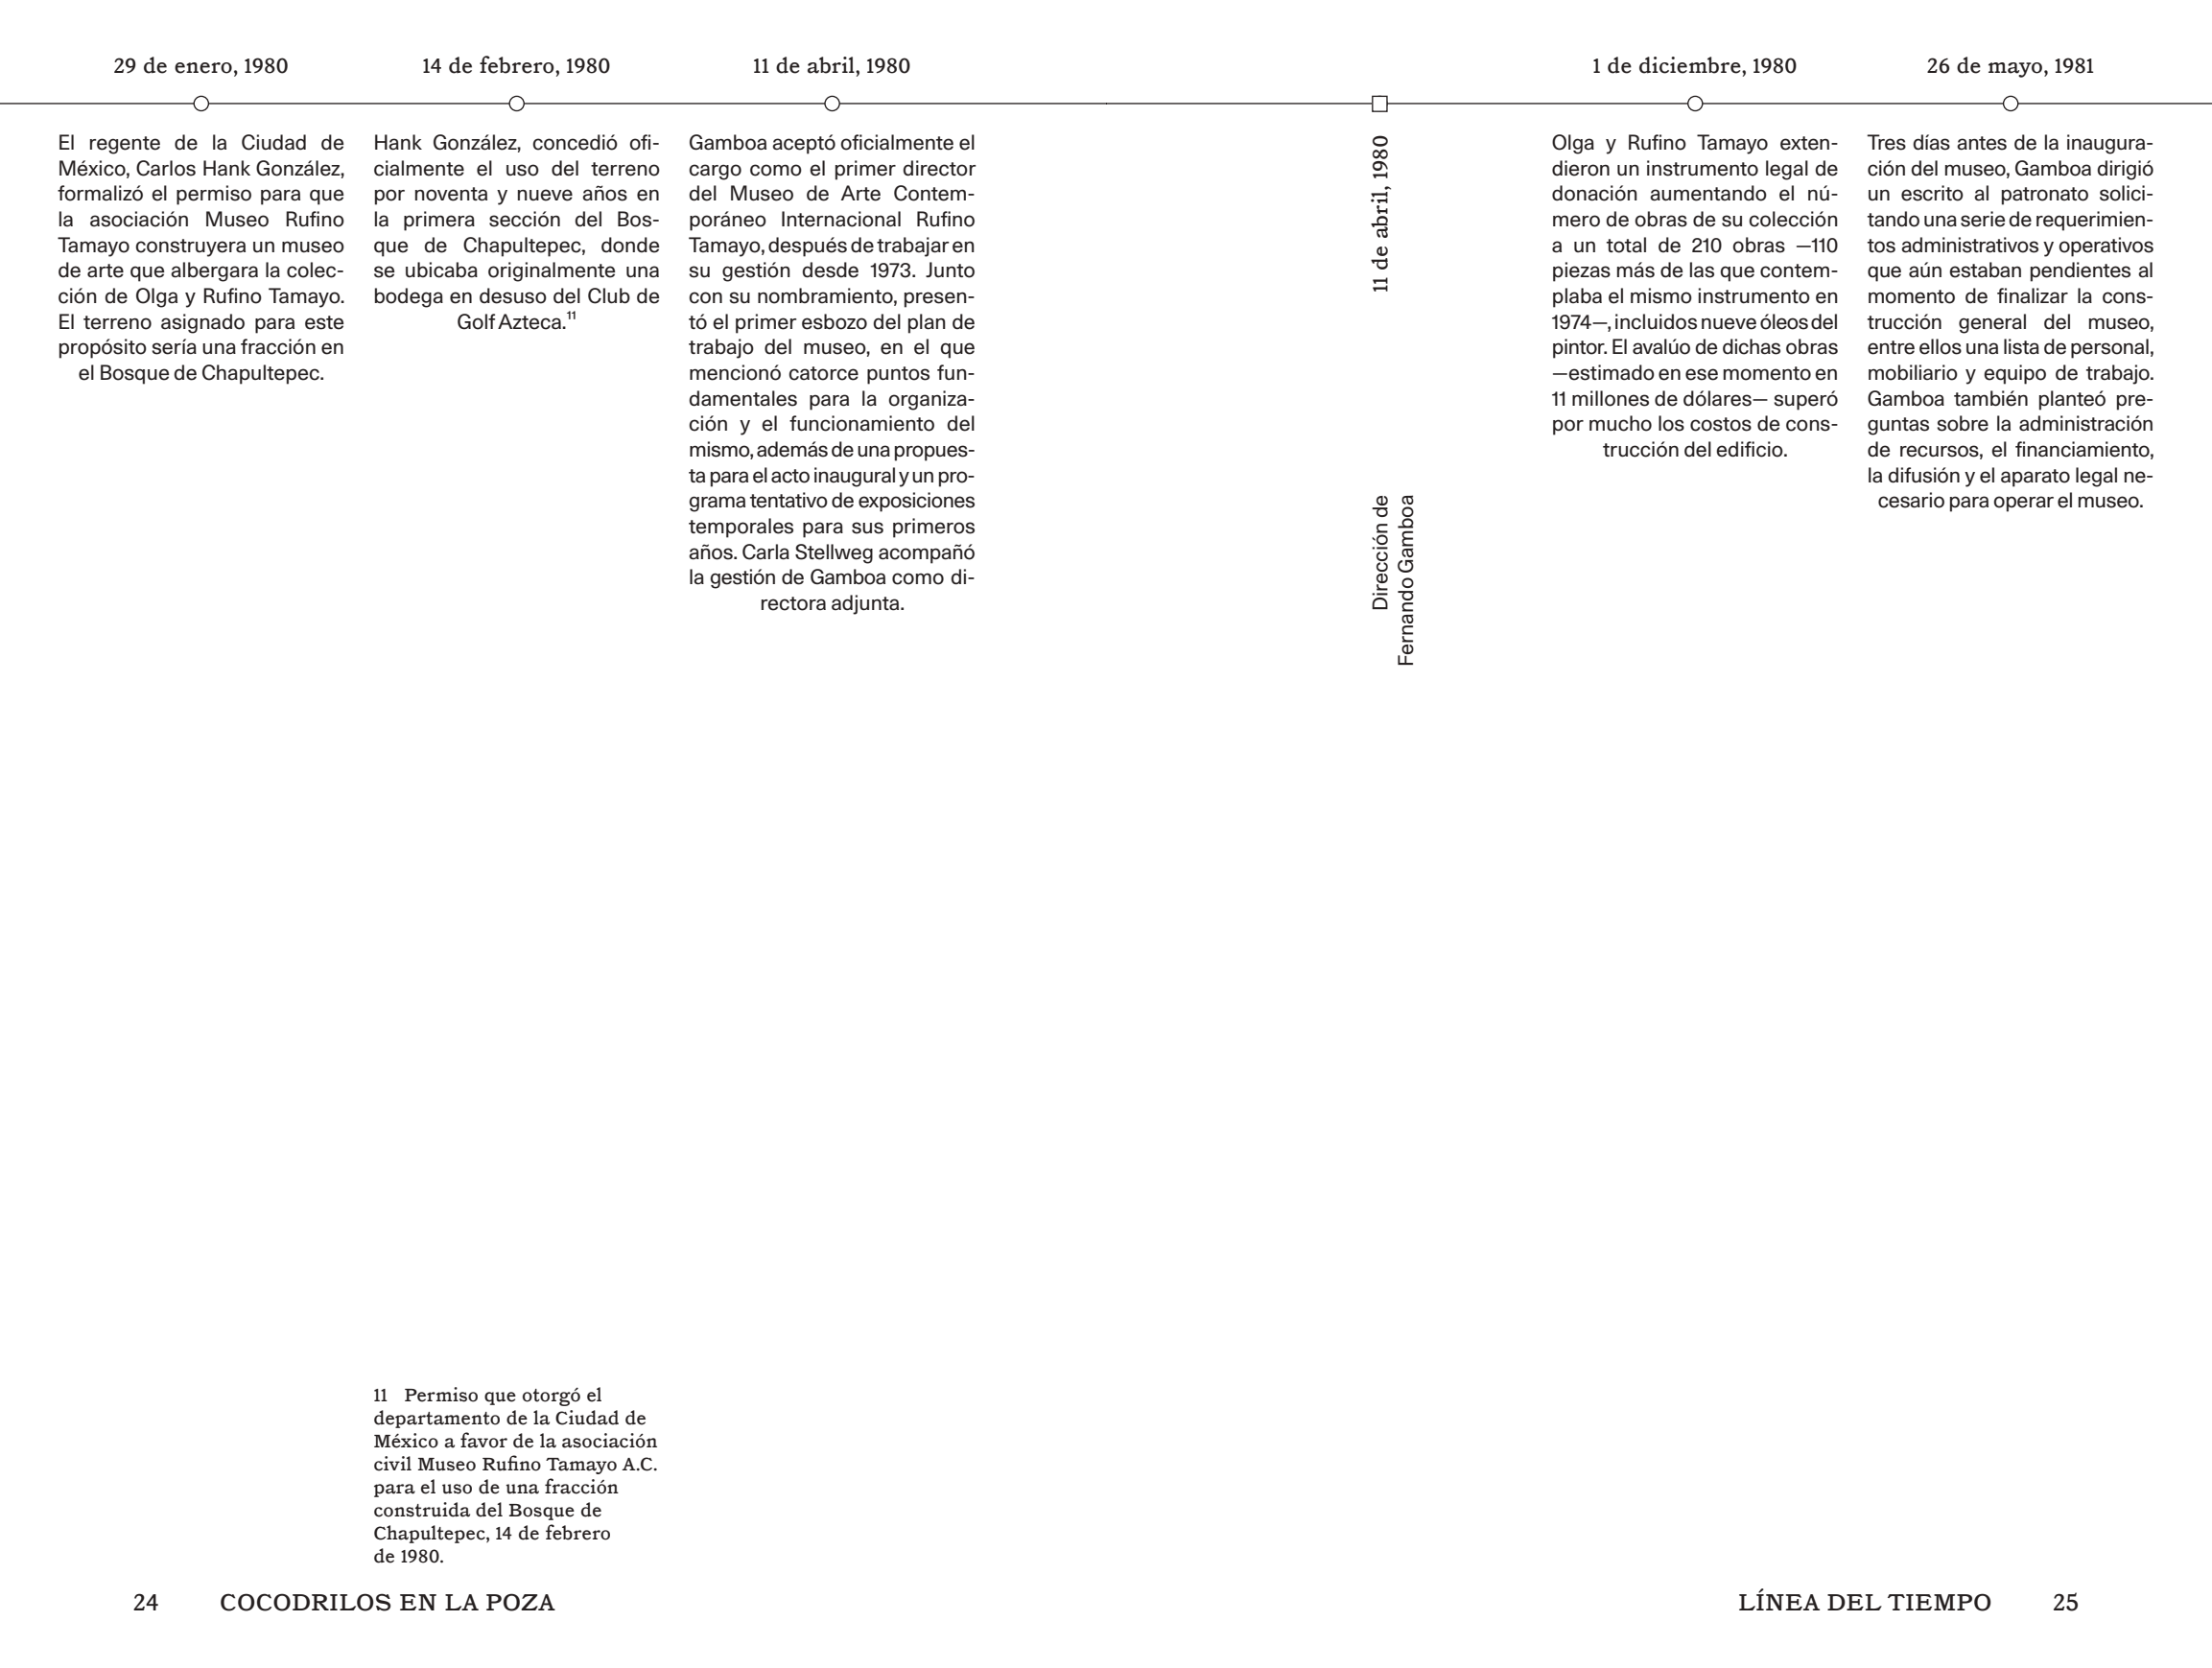 29 de enero, 1980
El regente de la Ciudad de
México, Carlos Hank González,
formalizó el permiso para que
la asociación Museo Rufino
Tamayo construyera un museo
de arte que albergara la colec-
ción de Olga y Rufino Tamayo.
El terreno asignado para este
propósito sería una fracción en
el Bosque de Chapultepec.
14 de febrero, 1980
Hank González, concedió ofi-
cialmente el uso del terreno
por noventa y nueve años en
la primera sección del Bos-
que de Chapultepec, donde
se ubicaba originalmente una
bodega en desuso del Club de
Golf Azteca.¹¹
11 de abril, 1980
Gamboa aceptó oficialmente el
cargo como el primer director
del Museo de Arte Contem-
poráneo Internacional Rufino
Tamayo, después de trabajar en
su gestión desde 1973. Junto
con su nombramiento, presen-
tó el primer esbozo del plan de
trabajo del museo, en el que
mencionó catorce puntos fun-
damentales para la organiza-
ción y el funcionamiento del
mismo, además de una propues-
ta para el acto inaugural y un pro-
grama tentativo de exposiciones
temporales para sus primeros
años. Carla Stellweg acompañó
la gestión de Gamboa como di-
rectora adjunta.
11 Permiso que otorgó el
departamento de la Ciudad de
México a favor de la asociación
civil Museo Rufino Tamayo A.C.
para el uso de una fracción
construida del Bosque de
Chapultepec, 14 de febrero
de 1980.
24 COCODRILOS EN LA POZA
11 de abril, 1980
Dirección de
Fernando Gamboa
1 de diciembre, 1980
Olga y Rufino Tamayo exten-
dieron un instrumento legal de
donación aumentando el nú-
mero de obras de su colección
a un total de 210 obras —110
piezas más de las que contem-
plaba el mismo instrumento en
1974—, incluidos nueve óleos del
pintor. El avalúo de dichas obras
—estimado en ese momento en
11 millones de dólares— superó
por mucho los costos de cons-
trucción del edificio.
26 de mayo, 1981
Tres días antes de la inaugura-
ción del museo, Gamboa dirigió
un escrito al patronato solici-
tando una serie de requerimien-
tos administrativos y operativos
que aún estaban pendientes al
momento de finalizar la cons-
trucción general del museo,
entre ellos una lista de personal,
mobiliario y equipo de trabajo.
Gamboa también planteó pre-
guntas sobre la administración
de recursos, el financiamiento,
la difusión y el aparato legal ne-
cesario para operar el museo.
LÍNEA DEL TIEMPO 25